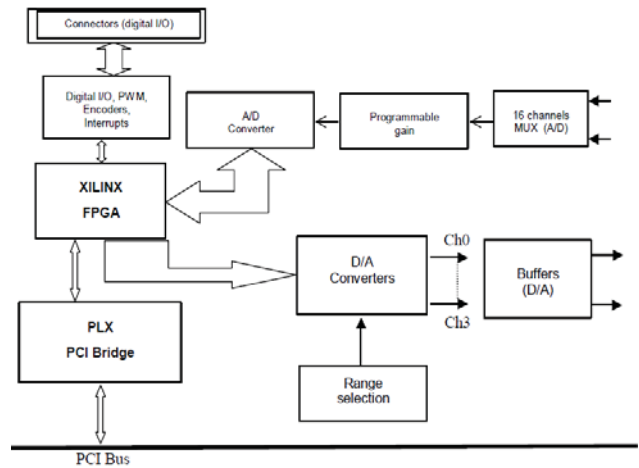 Connectors (digital I/O)
Digital I/O, PWM,
Encoders,
Interrupts
A/D
Converter
Programmable
gain
16 channels
MUX (A/D)
XILINX
FPGA
D/A
Converters
Ch0
Ch3
Buffers
(D/A)
PLX
PCI Bridge
Range
selection
PCI Bus